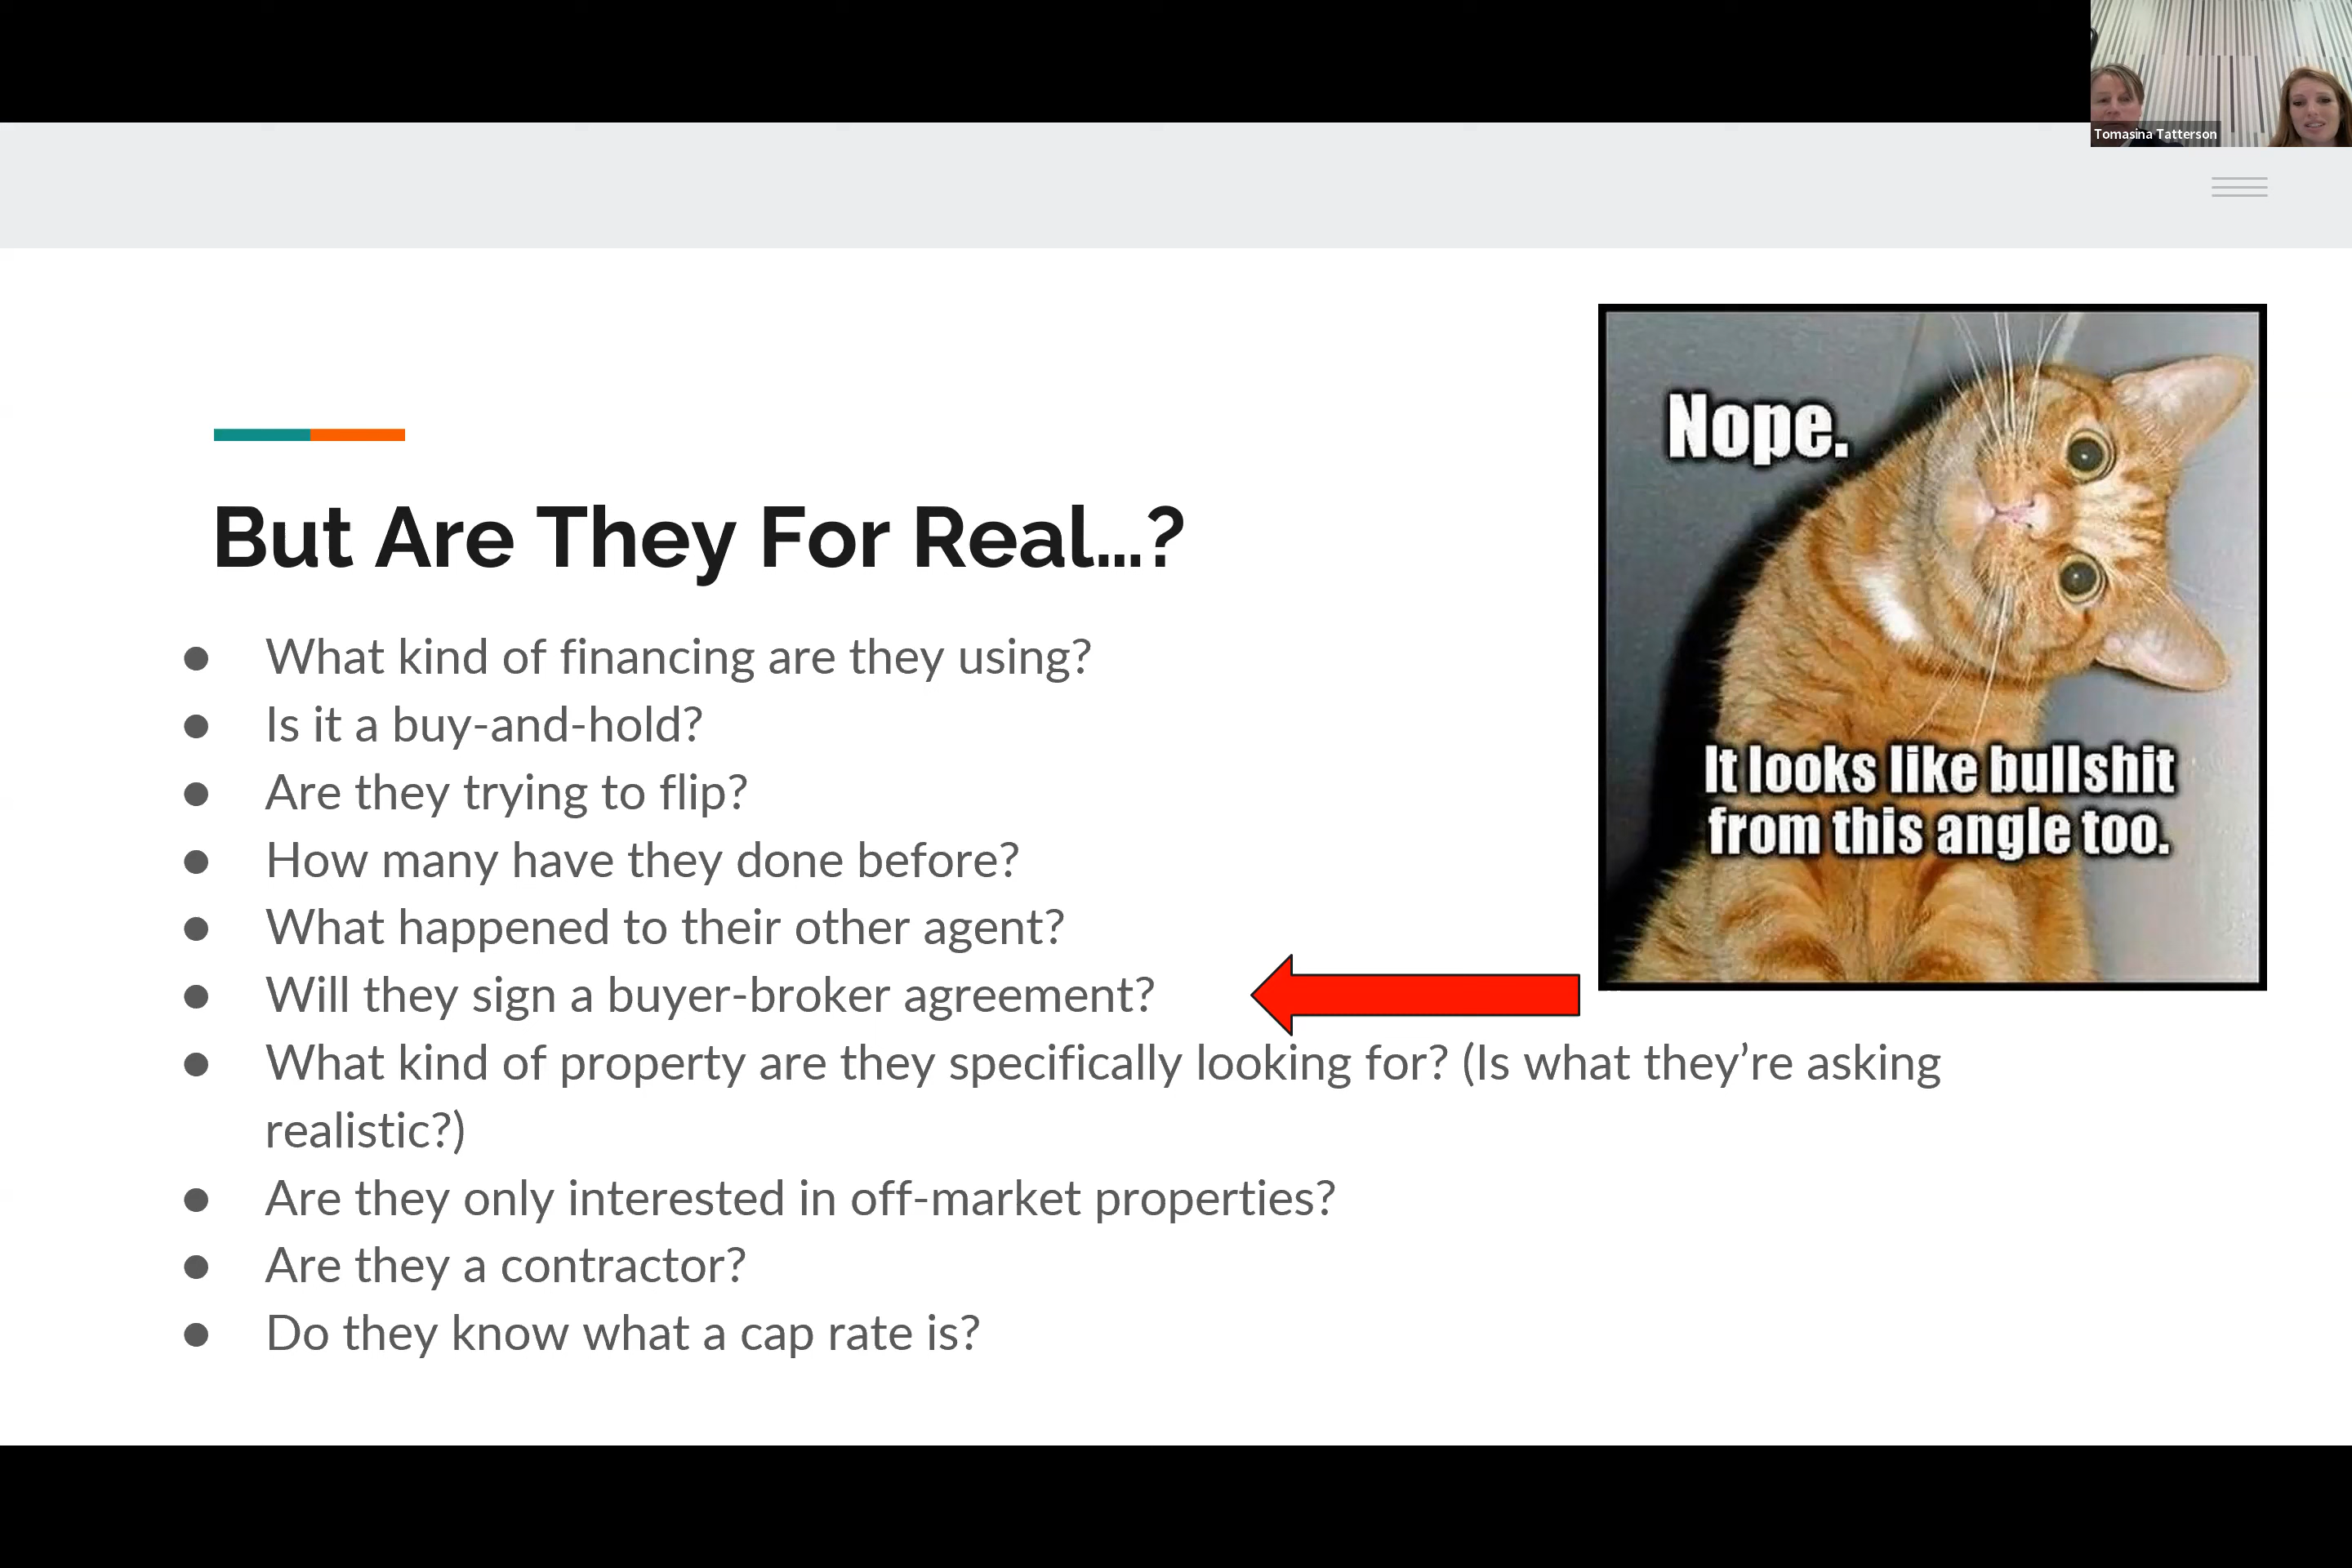 Tomasina Tatterson
But Are They For Real...?
● What kind of financing are they using?
● Is it a buy-and-hold?
● Are they trying to flip?
● How many have they done before?
● What happened to their other agent?
● Will they sign a buyer-broker agreement?
● What kind of property are they specifically looking for? (Is what they’re asking
realistic?)
● Are they only interested in off-market properties?
● Are they a contractor?
● Do they know what a cap rate is?
Nope.
It looks like bullshit
from this angle too.